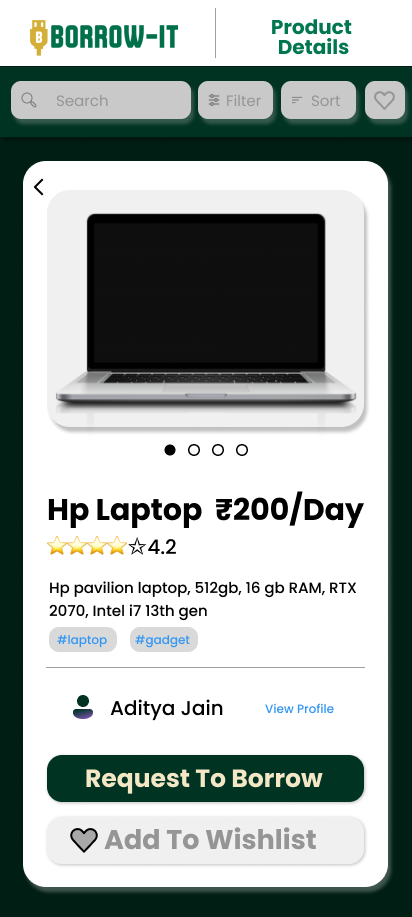 B BORROW-IT
Product
Details
Search
Filter
Sort
Hp Laptop ₹200/Day
4.2
Hp pavilion laptop, 512gb, 16 gb RAM, RTX
2070, Intel i7 13th gen
#laptop #gadget
Aditya Jain
View Profile
Request To Borrow
Add To Wishlist